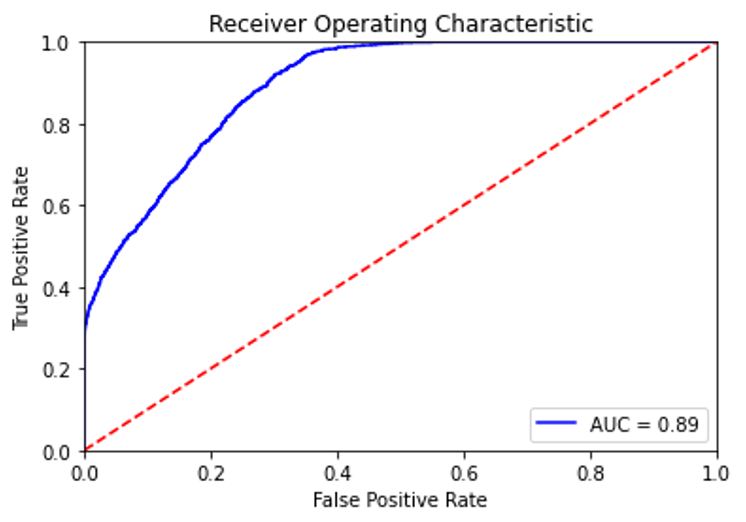 Receiver Operating Characteristic
1.0
0.8
0.6
0.4
0.2
0.0
True Positive Rate
AUC = 0.89
0.0 0.2 0.4 0.6 0.8 1.0
False Positive Rate